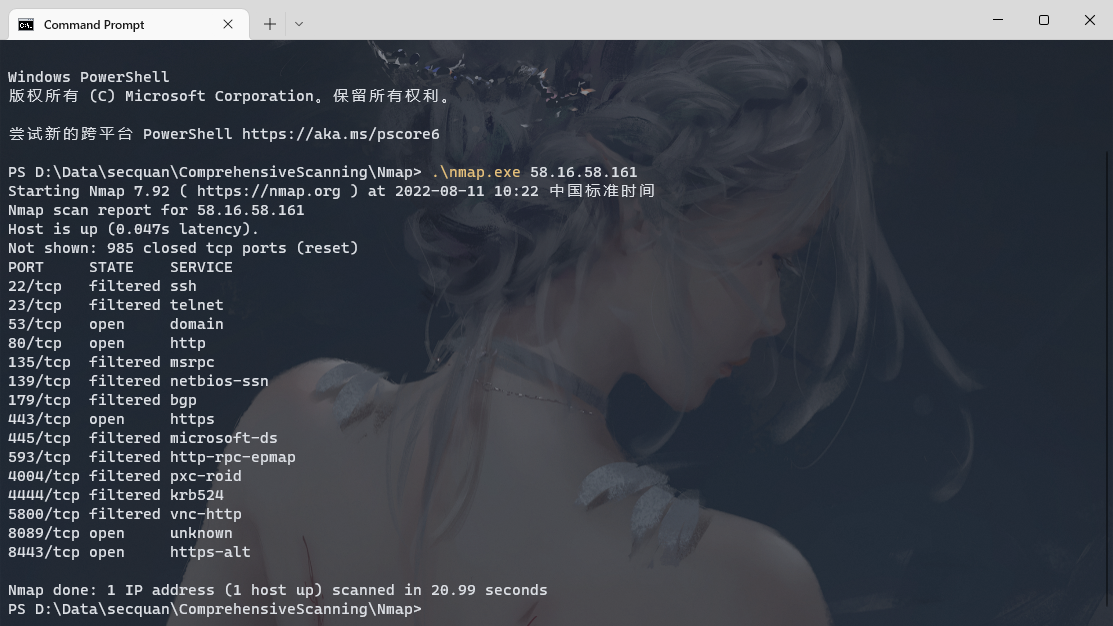 Command Prompt
Windows PowerShell
版权所有 (C) Microsoft Corporation。保留所有权利。
尝试新的跨平台 PowerShell https://aka.ms/pscore6
PS D:\Data\secquan\ComprehensiveScanning\Nmap> .\nmap.exe 58.16.58.161
Starting Nmap 7.92 ( https://nmap.org ) at 2022-08-11 10:22 中国标准时间
Nmap scan report for 58.16.58.161
Host is up (0.047s latency).
Not shown: 985 closed tcp ports (reset)
PORT     STATE    SERVICE
22/tcp   filtered ssh
23/tcp   filtered telnet
53/tcp   open     domain
80/tcp   open     http
135/tcp  filtered msrpc
139/tcp  filtered netbios-ssn
179/tcp  filtered bgp
443/tcp  open     https
445/tcp  filtered microsoft-ds
593/tcp  filtered http-rpc-epmap
4004/tcp filtered pxc-roid
4444/tcp filtered krb524
5800/tcp filtered vnc-http
8089/tcp open     unknown
8443/tcp open     https-alt
Nmap done: 1 IP address (1 host up) scanned in 20.99 seconds
PS D:\Data\secquan\ComprehensiveScanning\Nmap>